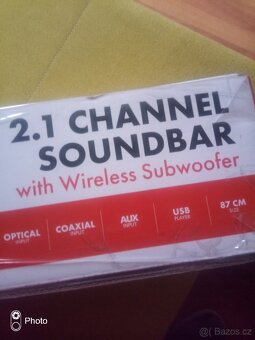 2.1 CHANNEL
SOUNDBAR
with Wireless Subwoofer
OPTICAL
INPUT
COAXIAL
INPUT
AUX
INPUT
USB
PLAYER
87 CM
SIZE
Photo
Bazos.cz